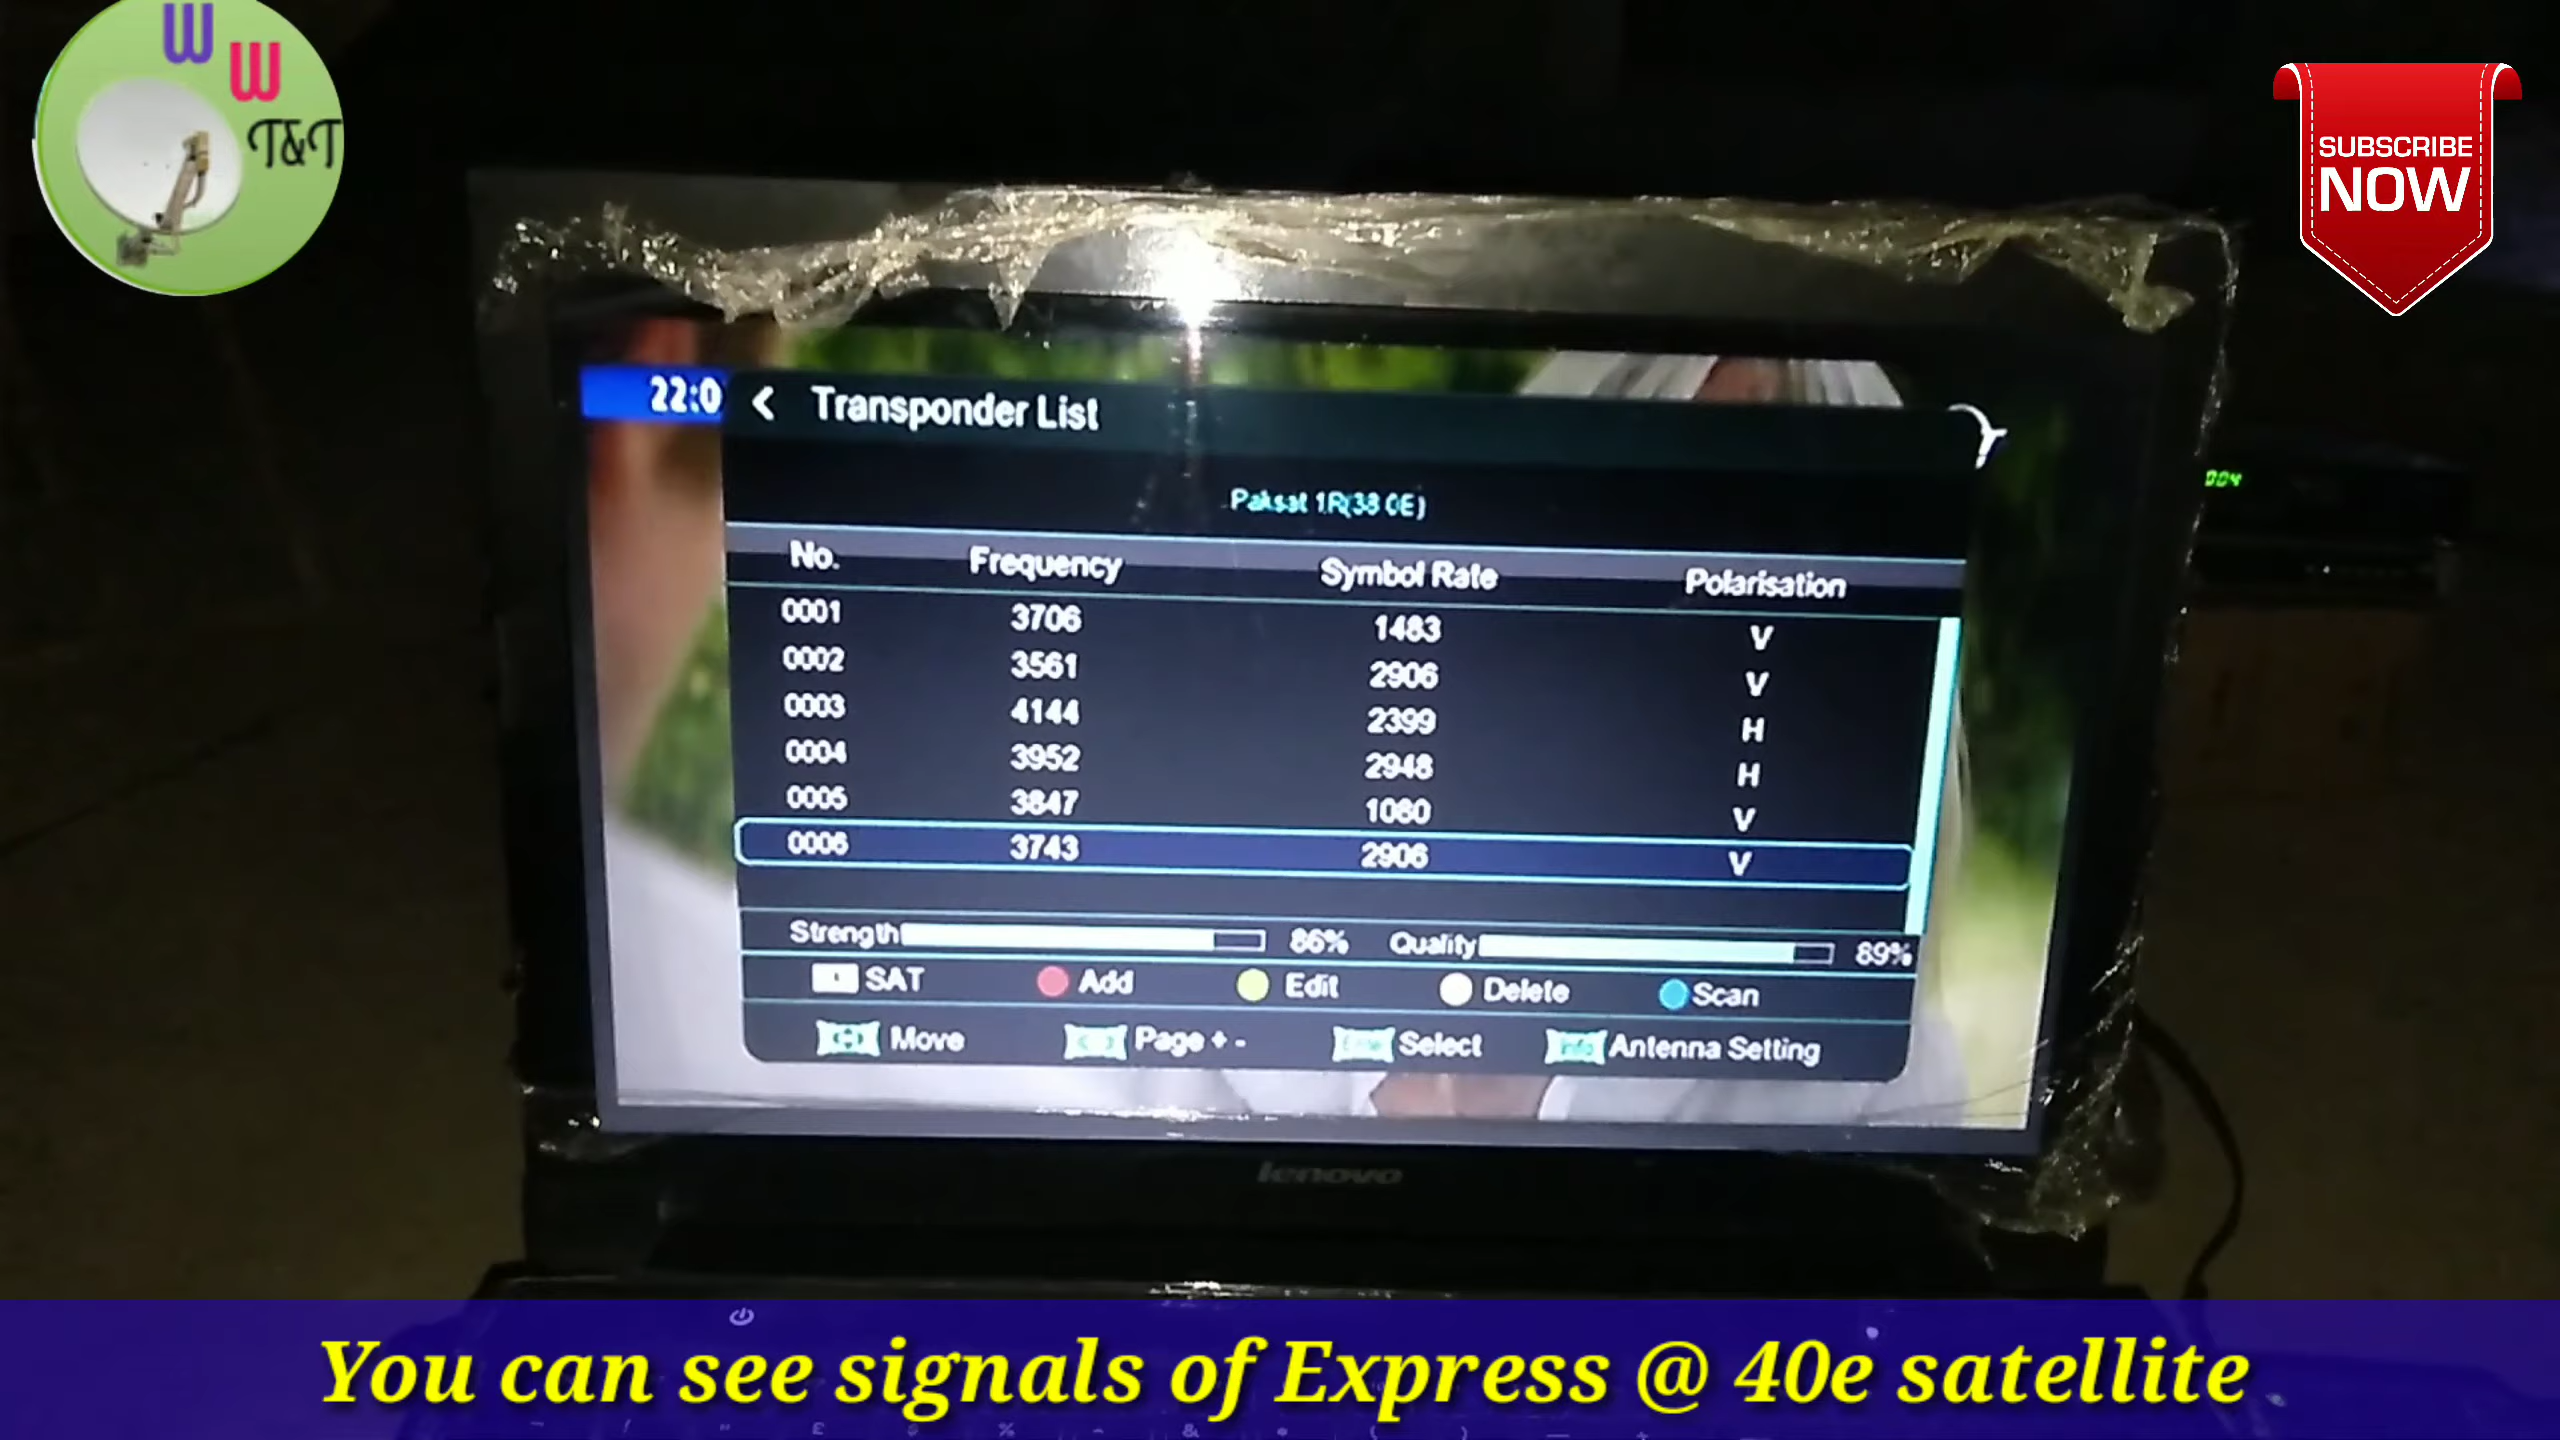 W
W
T&T
SUBSCRIBE
NOW
22:0
< Transponder List
Paksat 1R(38 0E)
No. Frequency Symbol Rate Polarisation
0001 3706 1483 V
0002 3561 2906 V
0003 4144 2399 H
0004 3952 2948 H
0005 3847 1080 V
0006 3743 2906 V
Strength 86% Quality 89%
SAT Add Edit Delete Scan
Move Page + - Select Info Antenna Setting
004
lenovo
You can see signals of Express @ 40e satellite